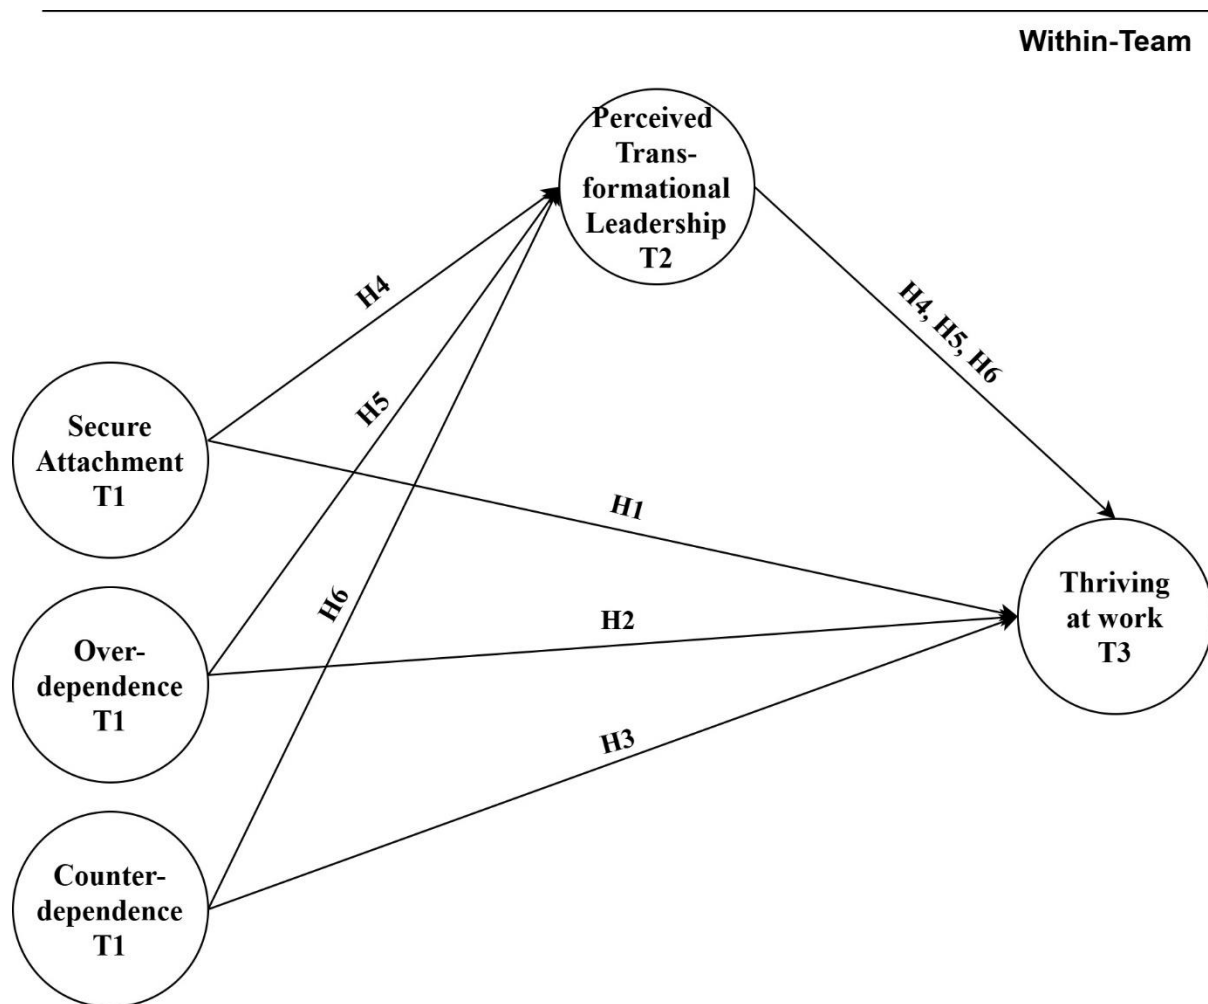 Within-Team
Perceived
Trans-
formational
Leadership
T2
H4
H4, H5, H6
H5
Secure
Attachment
T1
H1
H6
Thriving
at work
T3
H2
Over-
dependence
T1
H3
Counter-
dependence
T1